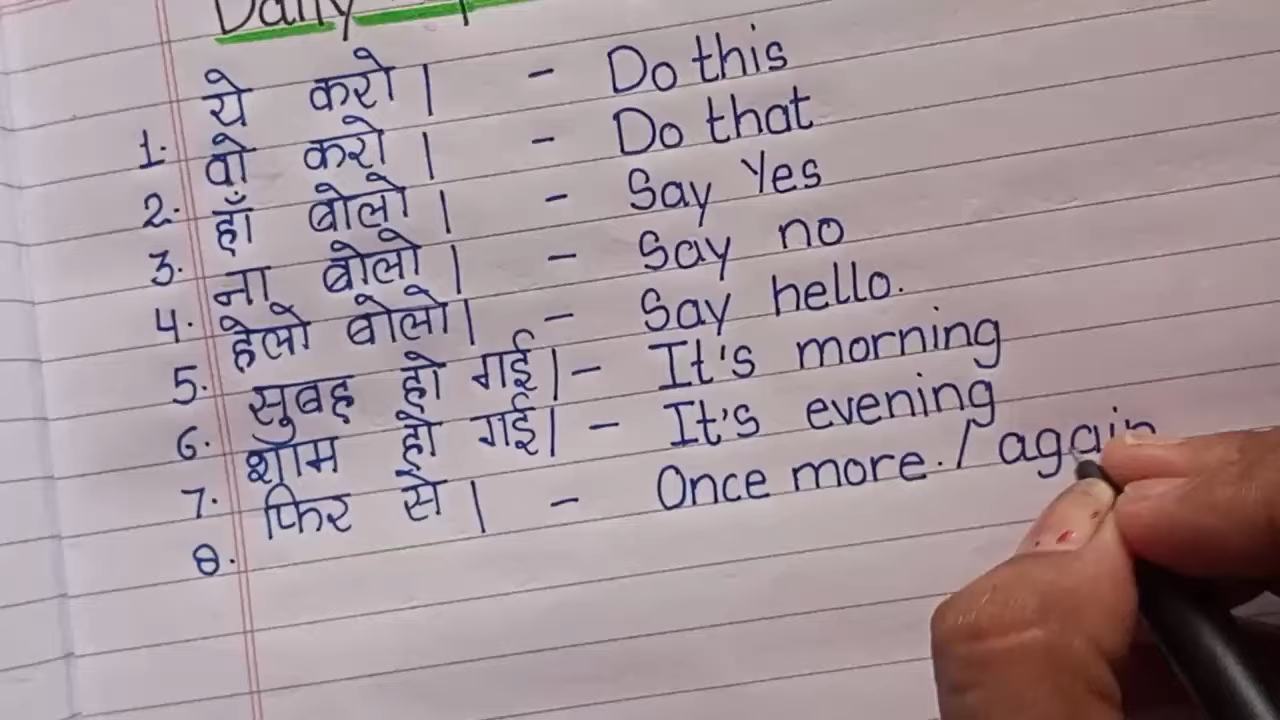 Daily
ये करो। - Do this
1. वो करो। - Do that
2. हाँ बोलो। - Say Yes
3. ना बोलो। - Say no
4. हेलो बोलो। - Say hello.
5. सुबह हो गई। - It's morning
6. शाम हो गई। - It's evening
7. फिर से। - Once more. / again
8.